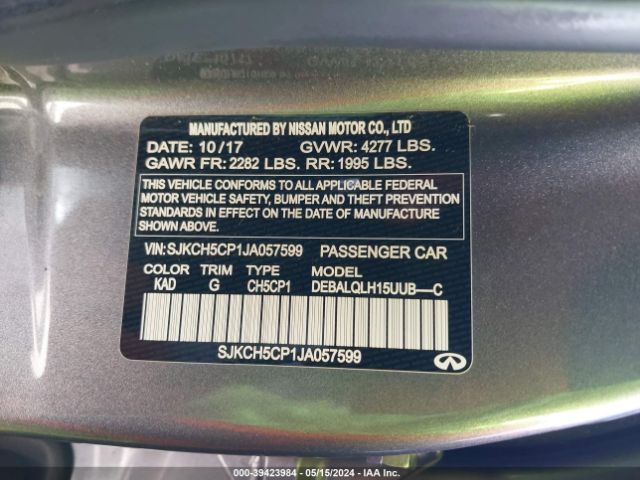 MANUFACTURED BY NISSAN MOTOR CO., LTD
DATE: 10/17 GVWR: 4277 LBS.
GAWR FR: 2282 LBS. RR: 1995 LBS.
THIS VEHICLE CONFORMS TO ALL APPLICABLE FEDERAL
MOTOR VEHICLE SAFETY, BUMPER AND THEFT PREVENTION
STANDARDS IN EFFECT ON THE DATE OF MANUFACTURE
SHOWN ABOVE.
VIN:SJKCH5CP1JA057599 PASSENGER CAR
COLOR TRIM TYPE MODEL
KAD G CH5CP1 DEBALQLH15UUB—C
SJKCH5CP1JA057599
000-39423984 - 05/15/2024 - IAA Inc.